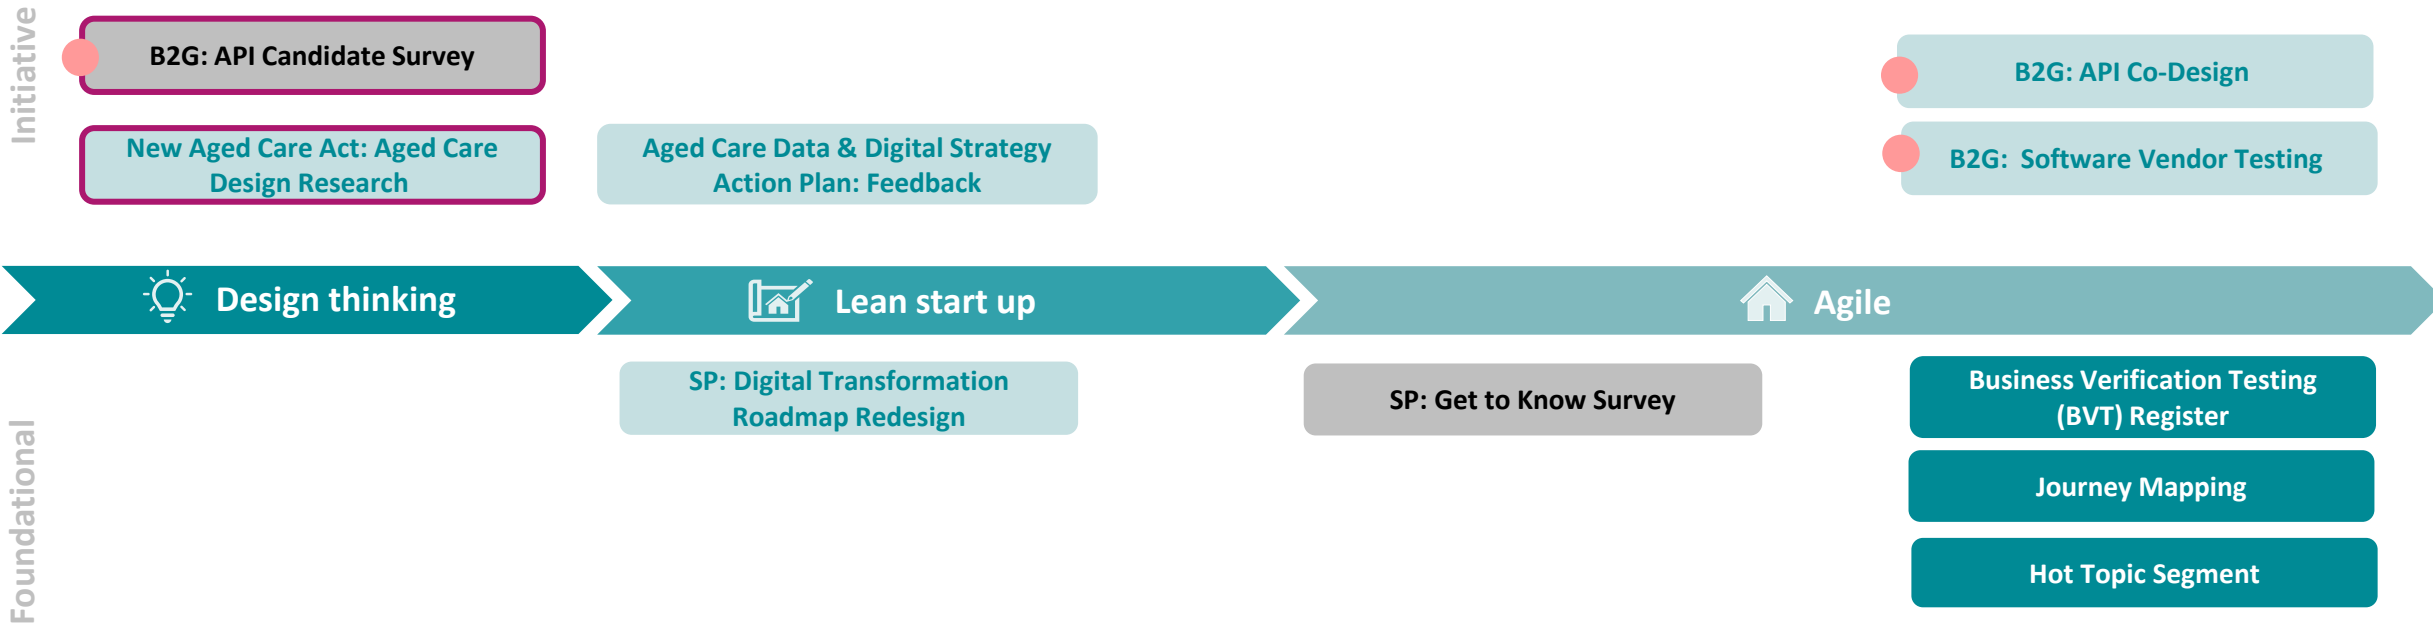 Initiative
B2G: API Candidate Survey
B2G: API Co-Design
New Aged Care Act: Aged Care
Design Research
Aged Care Data & Digital Strategy
Action Plan: Feedback
B2G: Software Vendor Testing
Design thinking
Lean start up
Agile
Foundational
SP: Digital Transformation
Roadmap Redesign
SP: Get to Know Survey
Business Verification Testing
(BVT) Register
Journey Mapping
Hot Topic Segment